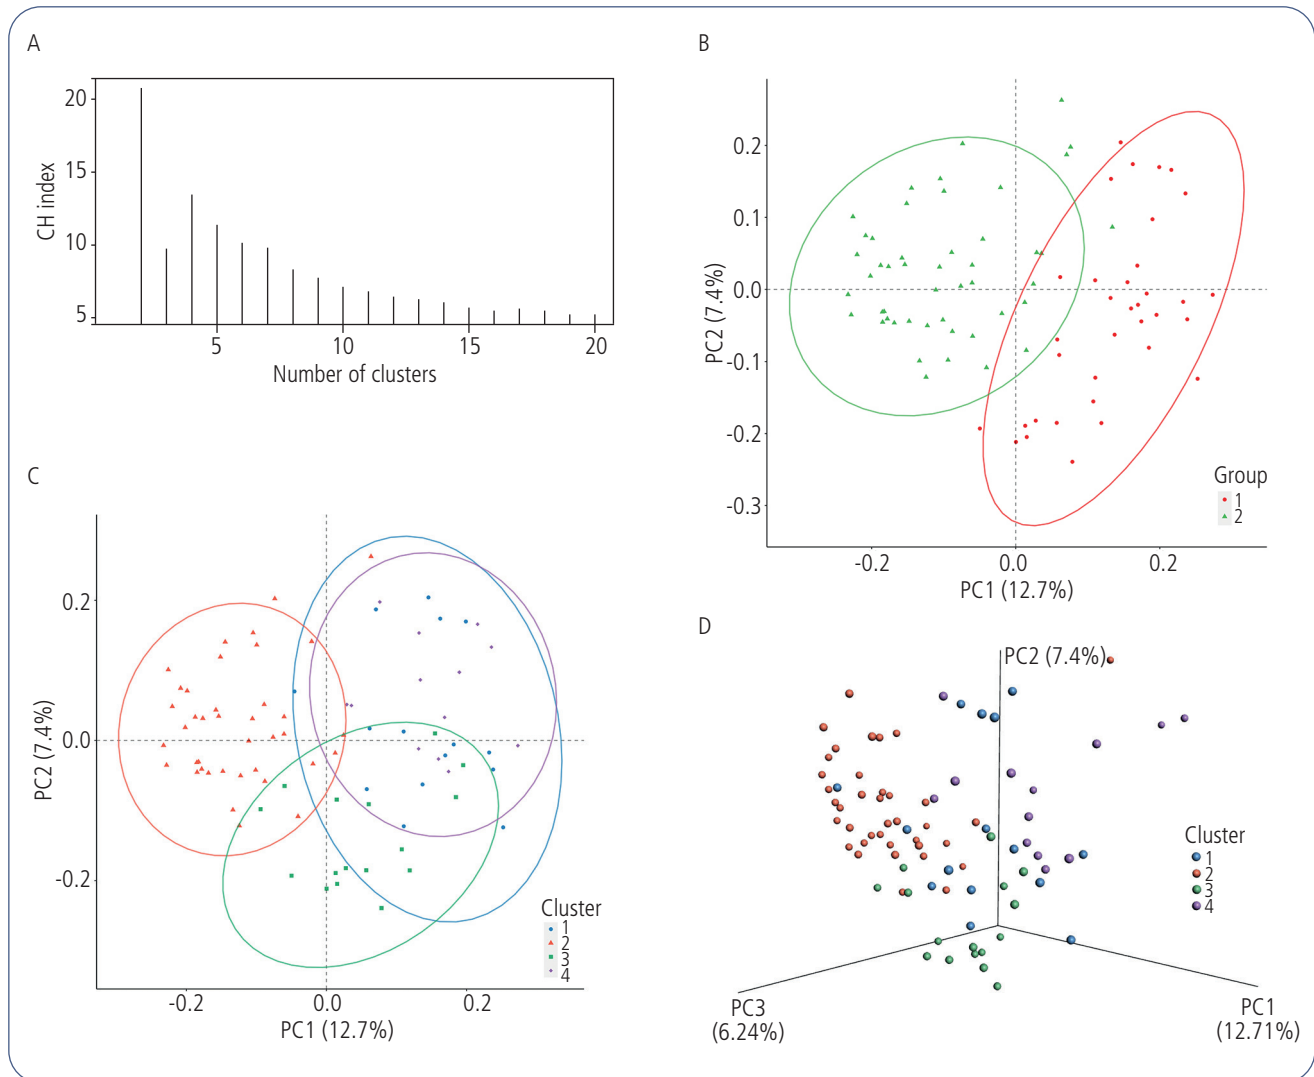 A
20
15
10
5
CH index
5
10
15
20
Number of clusters
B
0.2
0.1
0.0
-0.1
-0.2
-0.3
PC2 (7.4%)
-0.2
0.0
0.2
PC1 (12.7%)
Group
1
2
C
0.2
0.0
-0.2
PC2 (7.4%)
-0.2
0.0
0.2
PC1 (12.7%)
Cluster
1
2
3
4
D
PC2 (7.4%)
Cluster
1
2
3
4
PC3
(6.24%)
PC1
(12.71%)